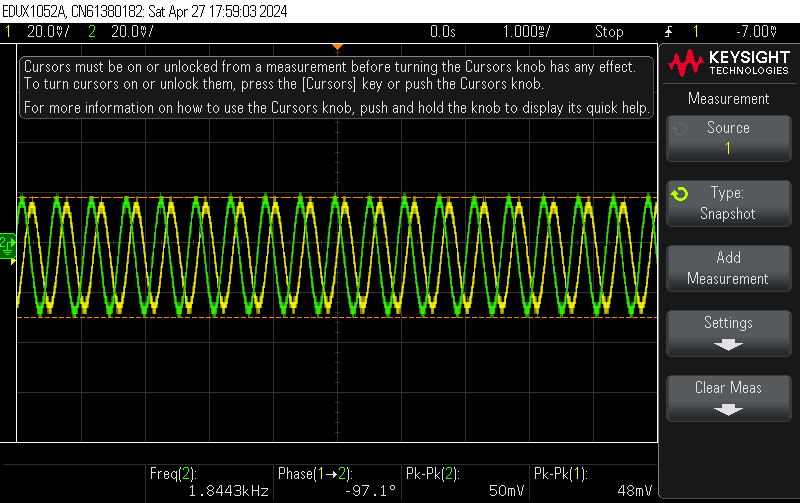 EDUX1052A, CN61380182: Sat Apr 27 17:59:03 2024
1 20.0V/ 2 20.0V/ 0.0s 1.000s/ Stop 1 -7.00V
Cursors must be on or unlocked from a measurement before turning the Cursors knob has any effect.
To turn cursors on or unlock them, press the [Cursors] key or push the Cursors knob.
For more information on how to use the Cursors knob, push and hold the knob to display its quick help.
KEYSIGHT
TECHNOLOGIES
Measurement
Source
1
Type:
Snapshot
Add
Measurement
Settings
Clear Meas
2
Freq(2): Phase(1→2): Pk-Pk(2): Pk-Pk(1):
1.8443kHz -97.1° 50mV 48mV